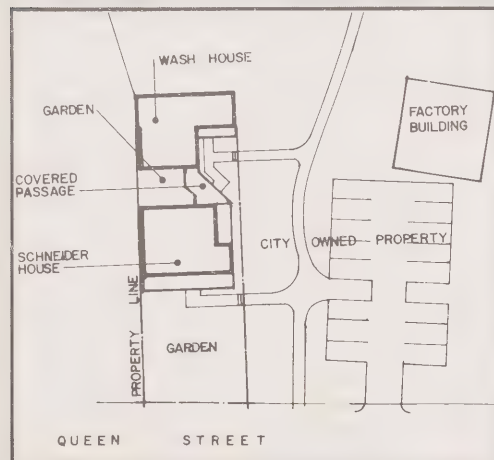 WASH HOUSE
GARDEN
FACTORY
BUILDING
COVERED
PASSAGE
CITY OWNED PROPERTY
SCHNEIDER
HOUSE
PROPERTY LINE
GARDEN
QUEEN STREET